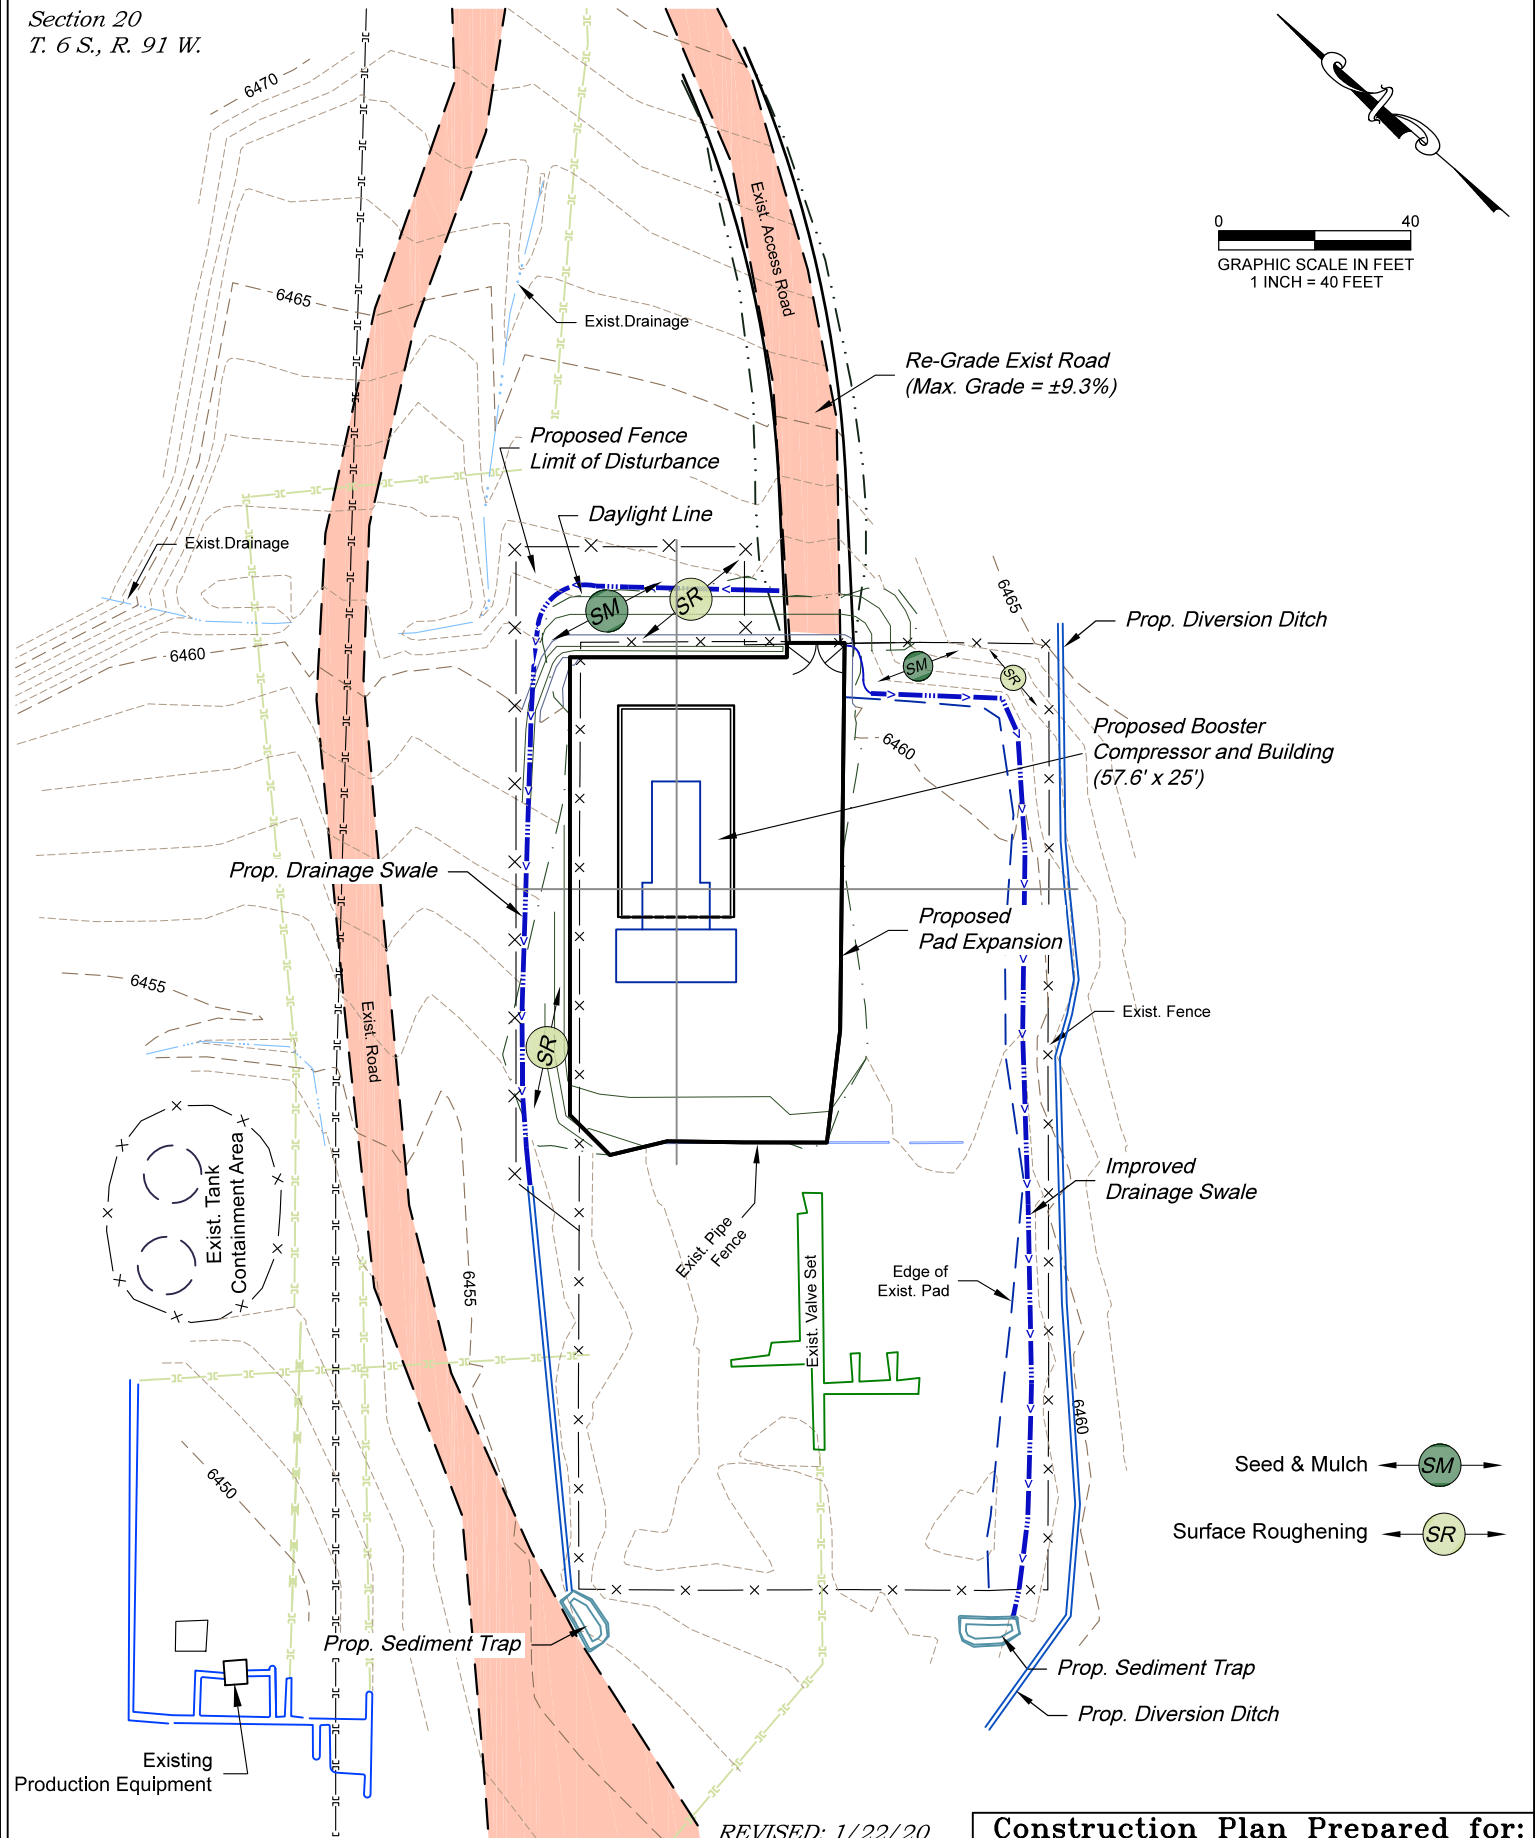 Section 20
T. 6 S., R. 91 W.
6470
0 40
GRAPHIC SCALE IN FEET
1 INCH = 40 FEET
Exist. Access Road
6465
Exist.Drainage
Re-Grade Exist Road
(Max. Grade = ±9.3%)
Proposed Fence
Limit of Disturbance
Daylight Line
Exist.Drainage
SM
SR
6465
Prop. Diversion Ditch
6460
SM
SR
Proposed Booster
Compressor and Building
(57.6' x 25')
6460
Prop. Drainage Swale
Proposed
Pad Expansion
6455
Exist. Road
Exist. Fence
SR
Exist. Tank
Containment Area
Improved
Drainage Swale
Exist. Pipe
Fence
6455
Edge of
Exist. Pad
Exist. Valve Set
6460
Seed & Mulch SM
6450
Surface Roughening SR
Prop. Sediment Trap
Prop. Sediment Trap
Prop. Diversion Ditch
Existing
Production Equipment
REVISED: 1/22/20
Construction Plan Prepared for: